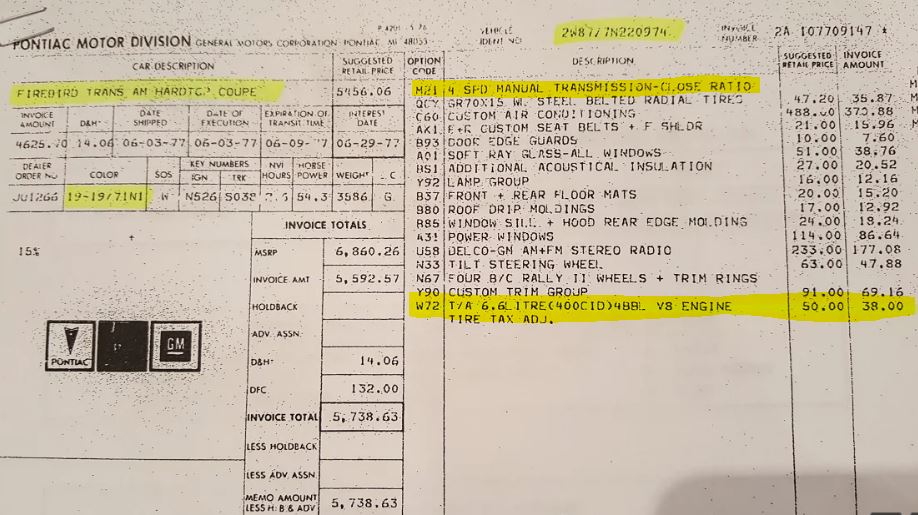 P 4201 5-76
VEHICLE IDENT NO. 2W87Z7N220974
INVOICE NUMBER 2A 107709147 *
PONTIAC MOTOR DIVISION GENERAL MOTORS CORPORATION PONTIAC MI 48053
CAR DESCRIPTION SUGGESTED RETAIL PRICE
FIREBIRD TRANS AM HARDTOP COUPE 5456.06
INVOICE AMOUNT D&H* DATE SHIPPED DATE OF EXECUTION EXPIRATION OF TRANSIT TIME INTEREST DATE
4625.70 14.06 06-03-77 06-03-77 06-09-77 06-29-77
DEALER ORDER NO COLOR SOS KEY NUMBERS IGN TRK NVI HOURS HORSE POWER WEIGHT L C
JU1266 19-19/71N1 W N526 S038 54.3 3586 G
OPTION CODE DESCRIPTION SUGGESTED RETAIL PRICE INVOICE AMOUNT
M21 4 SPD MANUAL TRANSMISSION-CLOSE RATIO
QCY GR70X15 W. STEEL BELTED RADIAL TIRES 47.20 35.87
C60 CUSTOM AIR CONDITIONING 488.00 370.88
AK1 F+R CUSTOM SEAT BELTS + F SHLDR 21.00 15.96
B93 DOOR EDGE GUARDS 10.00 7.60
A01 SOFT RAY GLASS-ALL WINDOWS 51.00 38.76
BS1 ADDITIONAL ACOUSTICAL INSULATION 27.00 20.52
Y92 LAMP GROUP 16.00 12.16
B37 FRONT + REAR FLOOR MATS 20.00 15.20
B80 ROOF DRIP MOLDINGS 17.00 12.92
B85 WINDOW SILL + HOOD REAR EDGE MOLDING 24.00 18.24
A31 POWER WINDOWS 114.00 86.64
U58 DELCO-GM AM+FM STEREO RADIO 233.00 177.08
N33 TILT STEERING WHEEL 63.00 47.88
N67 FOUR B/C RALLY II WHEELS + TRIM RINGS
Y90 CUSTOM TRIM GROUP 91.00 69.16
W72 T/A 6.6LITRE(400CID)4BBL V8 ENGINE 50.00 38.00
TIRE TAX ADJ.
15% +
INVOICE TOTALS
MSRP 6,860.26
INVOICE AMT 5,592.57
HOLDBACK
ADV. ASSN.
D&H* 14.06
DFC 132.00
INVOICE TOTAL 5,738.63
LESS HOLDBACK
LESS ADV. ASSN.
MEMO AMOUNT LESS H.B & ADV 5,738.63
PONTIAC
GM